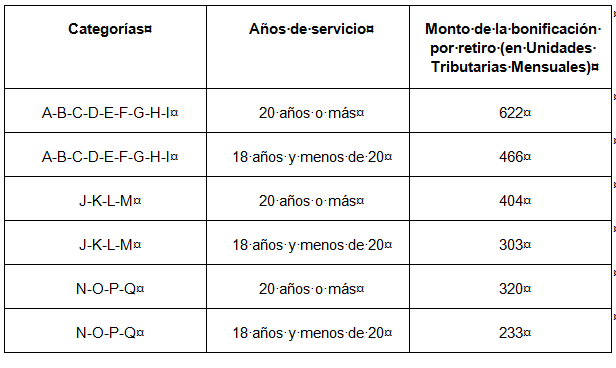 Categorías¤ Años·de·servicio¤ Monto·de·la·bonificación·
por·retiro·(en·Unidades·
Tributarias·Mensuales)¤
A-B-C-D-E-F-G-H-I¤ 20·años·o·más¤ 622¤
A-B-C-D-E-F-G-H-I¤ 18·años·y·menos·de·20¤ 466¤
J-K-L-M¤ 20·años·o·más¤ 404¤
J-K-L-M¤ 18·años·y·menos·de·20¤ 303¤
N-O-P-Q¤ 20·años·o·más¤ 320¤
N-O-P-Q¤ 18·años·y·menos·de·20¤ 233¤